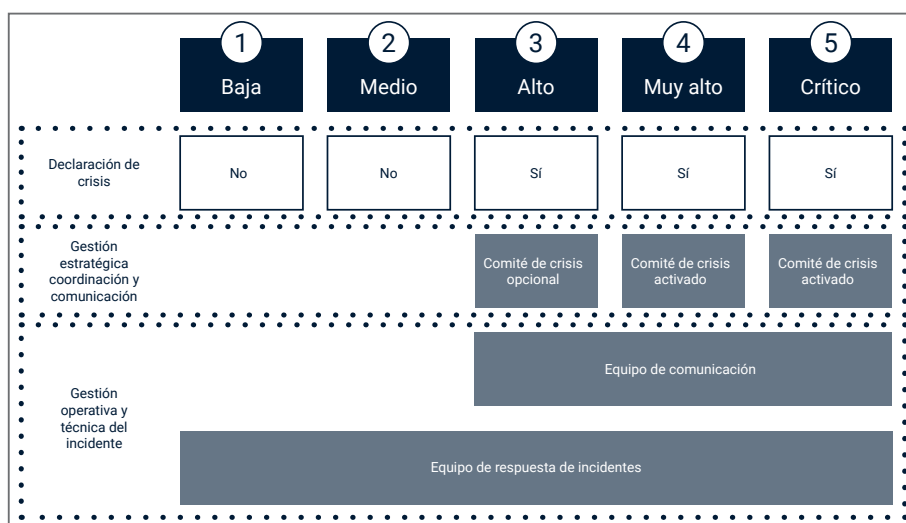 1
2
3
4
5
Baja
Medio
Alto
Muy alto
Crítico
Declaración de
crisis
No
No
Sí
Sí
Sí
Gestión
estratégica
coordinación y
comunicación
Comité de crisis
opcional
Comité de crisis
activado
Comité de crisis
activado
Gestión
operativa y
técnica del
incidente
Equipo de comunicación
Equipo de respuesta de incidentes